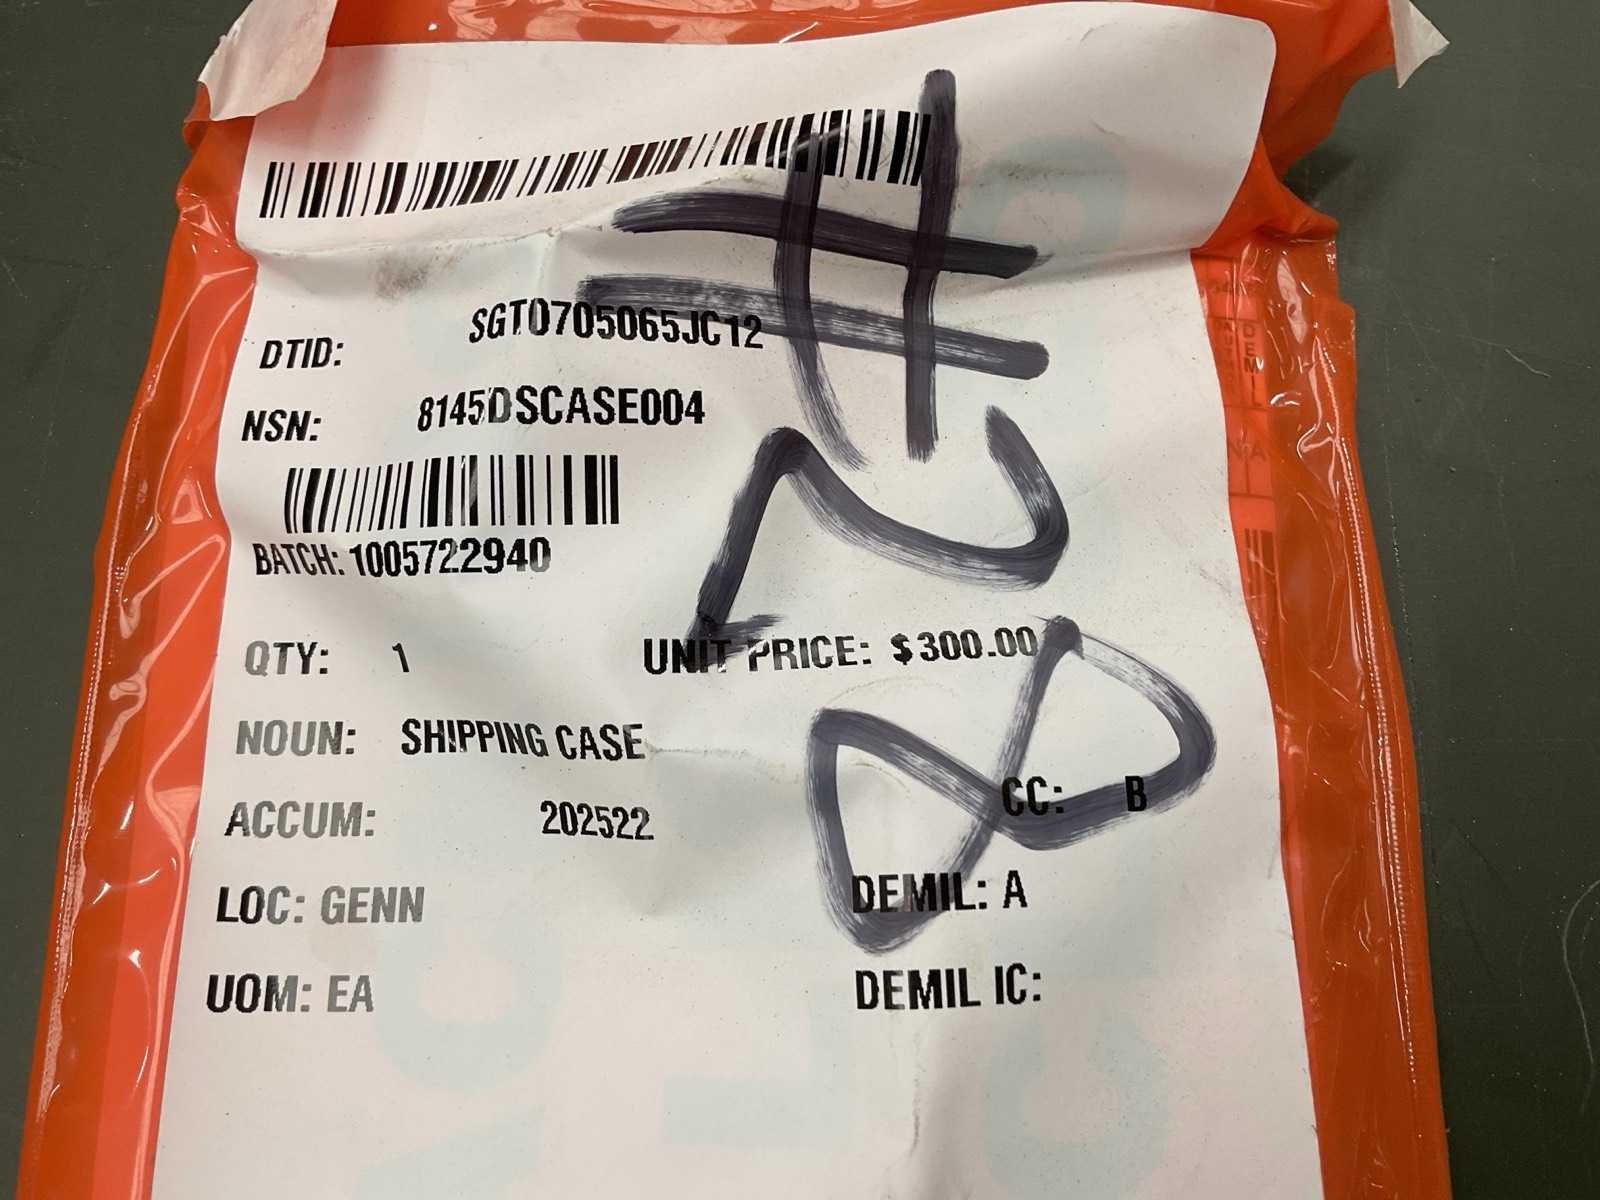 DTID: SGT0705065JC12
NSN: 8145DSCASE004
BATCH: 1005722940
QTY: 1 UNIT PRICE: $300.00
NOUN: SHIPPING CASE
ACCUM: 202522
CC: B
LOC: GENN
DEMIL: A
UOM: EA
DEMIL IC:
#28
DEMIL